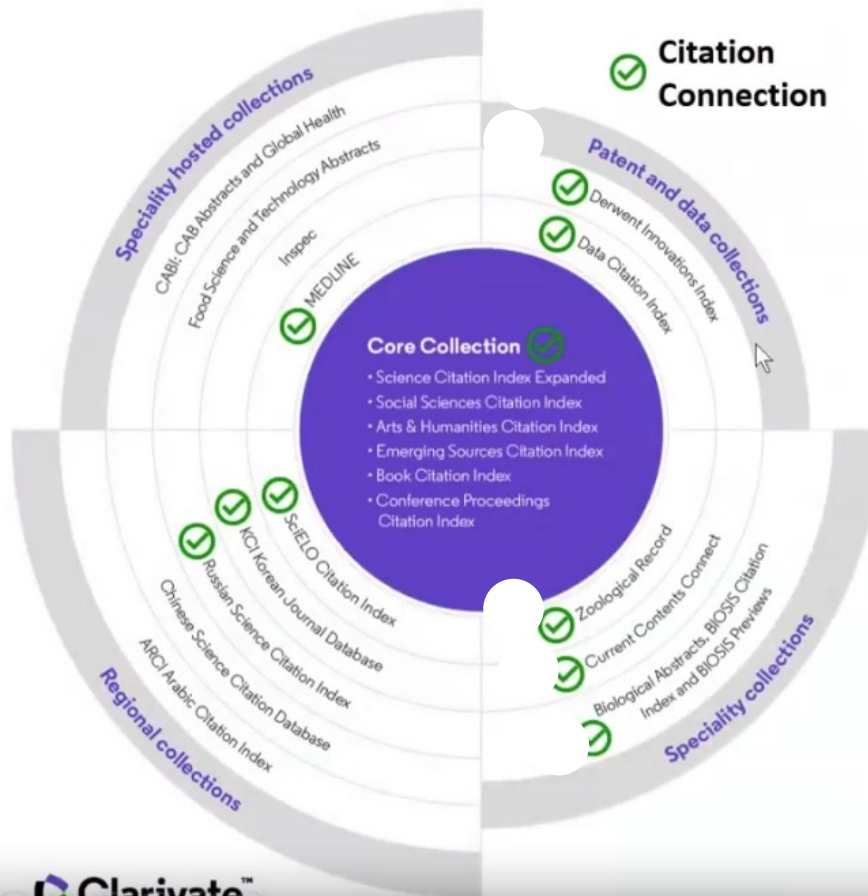 Citation
Connection
Speciality hosted collections
CABI: CAB Abstracts and Global Health
Food Science and Technology Abstracts
Inspec
MEDLINE
Patent and data collections
Derwent Innovations Index
Data Citation Index
Core Collection
• Science Citation Index Expanded
• Social Sciences Citation Index
• Arts & Humanities Citation Index
• Emerging Sources Citation Index
• Book Citation Index
• Conference Proceedings
Citation Index
SciELO Citation Index
KCI Korean Journal Database
Russian Science Citation Index
Chinese Science Citation Database
ARCI Arabic Citation Index
Regional collections
Zoological Record
Current Contents Connect
Biological Abstracts, BIOSIS Citation
Index and BIOSIS Previews
Speciality collections
Clarivate™